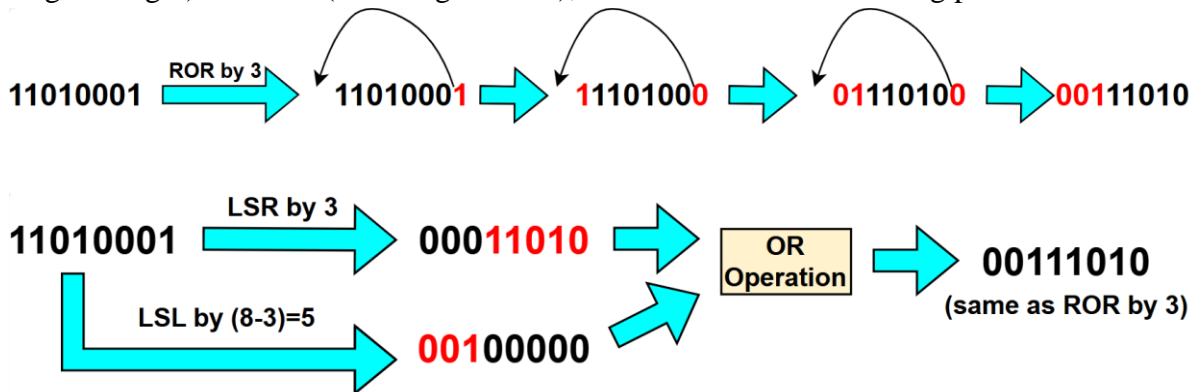 ROR by 3
11010001 11010001 11101000 01110100 00111010
LSR by 3
11010001 00011010 OR
Operation 00111010
(same as ROR by 3)
LSL by (8-3)=5
00100000